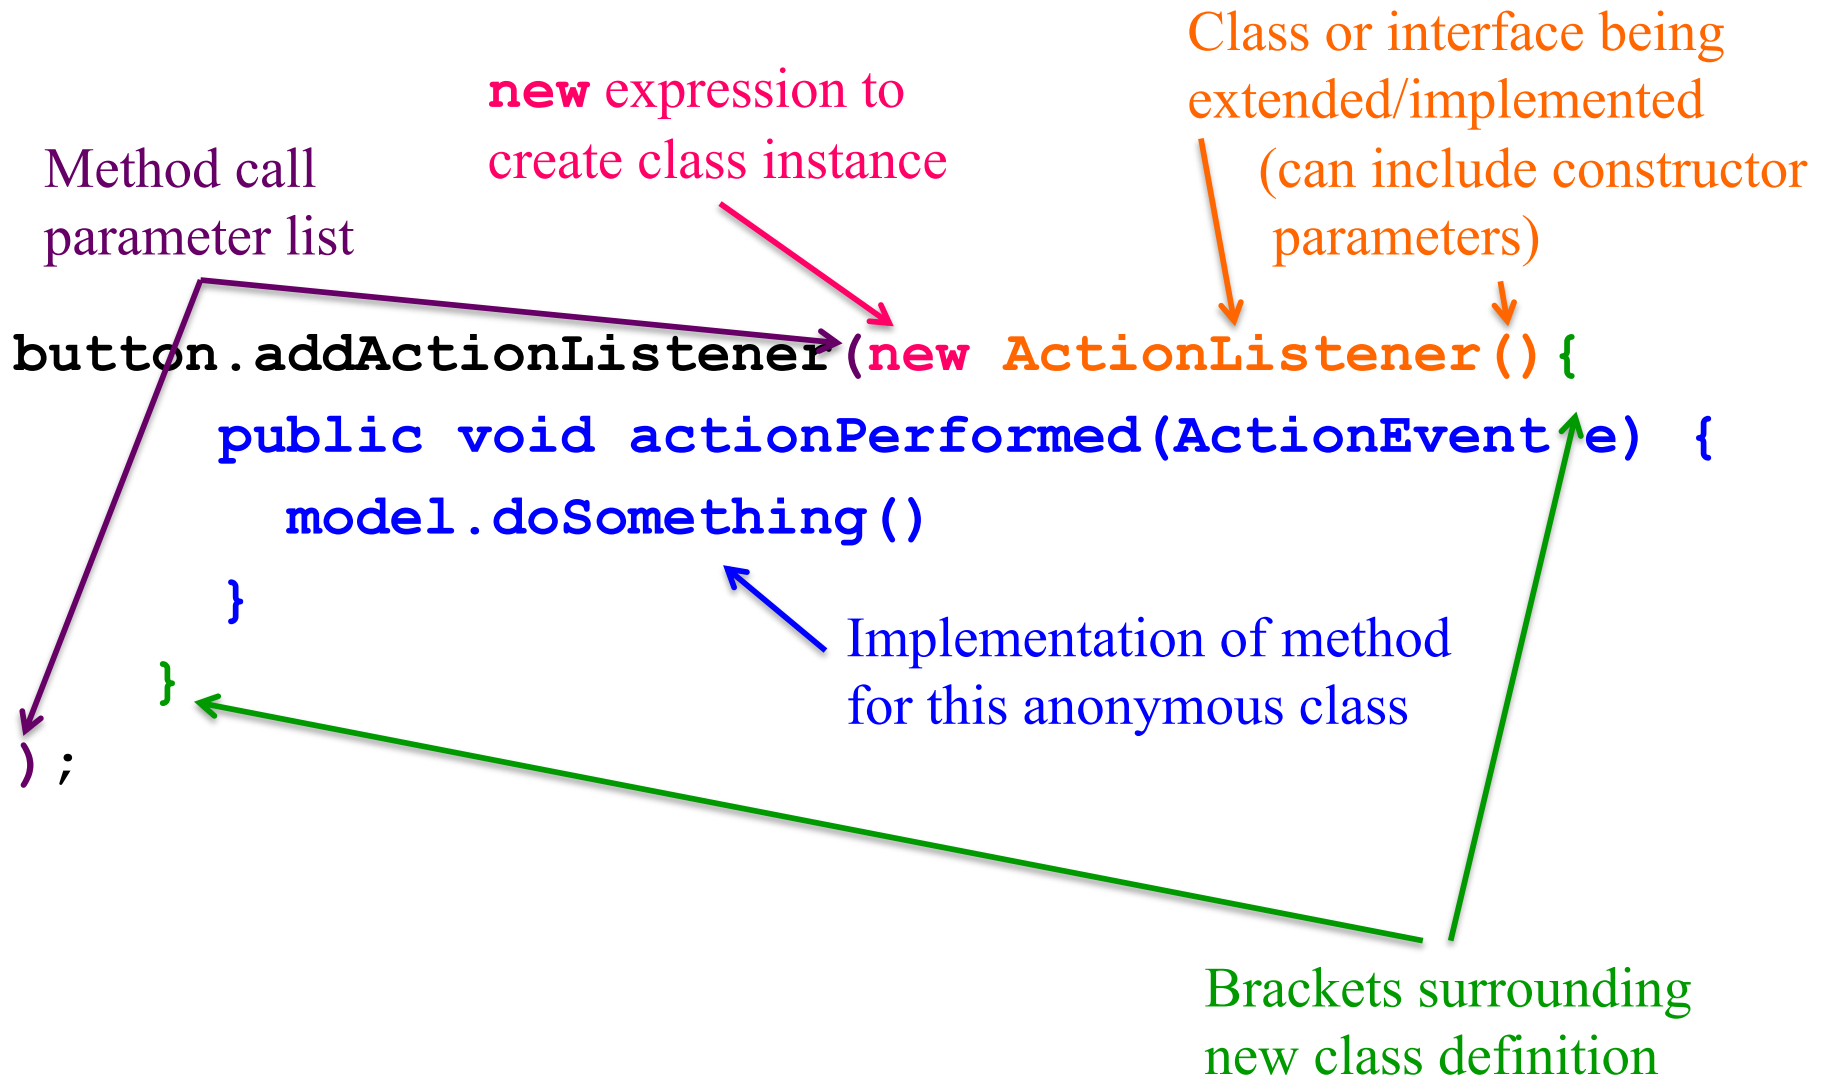 Class or interface being
extended/implemented
(can include constructor
parameters)
new expression to
create class instance
Method call
parameter list
button.addActionListener(new ActionListener(){
public void actionPerformed(ActionEvent e) {
model.doSomething()
}
}
);
Implementation of method
for this anonymous class
Brackets surrounding
new class definition